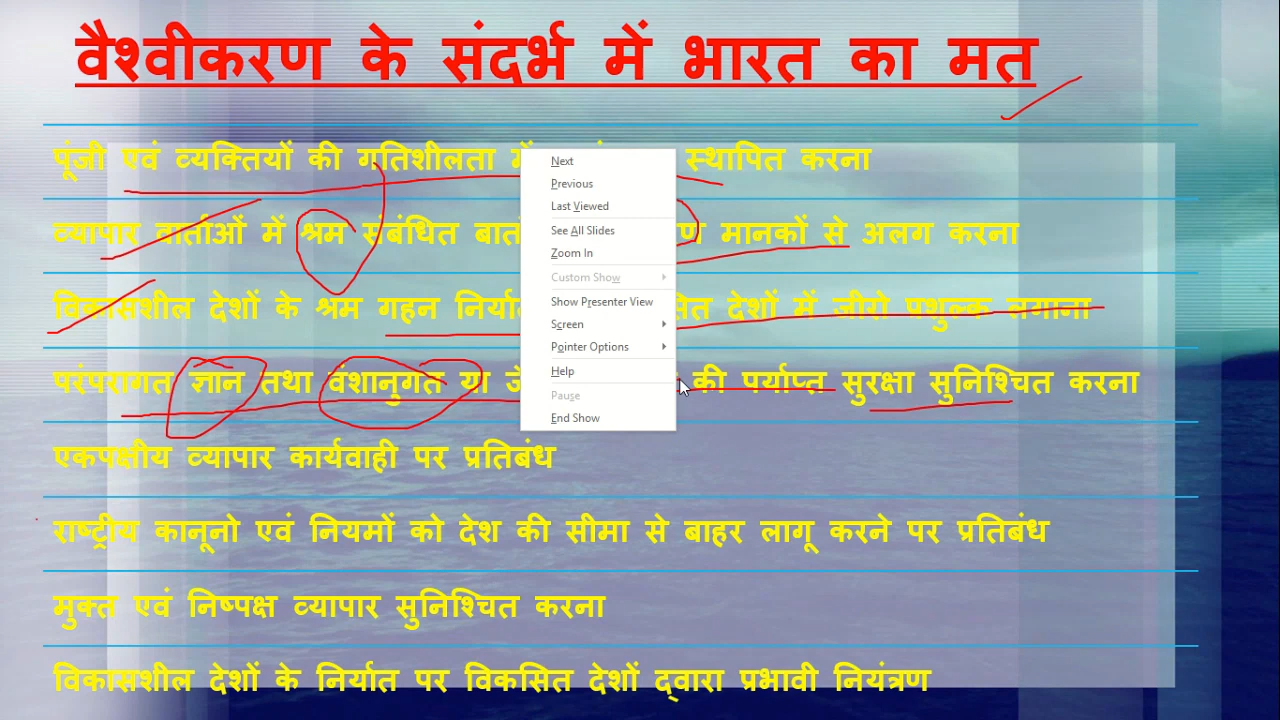 वैश्वीकरण के संदर्भ में भारत का मत
पूंजी एवं व्यक्तियों की गतिशीलता में स्थापित करना
व्यापार वार्ताओं में श्रम संबंधित मानकों से अलग करना
विकासशील देशों के श्रम गहन देशों में जीरो पशुल्क लगाना
परंपरागत ज्ञान तथा वंशानुगत या की पर्याप्त सुरक्षा सुनिश्चित करना
एकपक्षीय व्यापार कार्यवाही पर प्रतिबंध
राष्ट्रीय कानूनो एवं नियमों को देश की सीमा से बाहर लागू करने पर प्रतिबंध
मुक्त एवं निष्पक्ष व्यापार सुनिश्चित करना
विकासशील देशों के निर्यात पर विकसित देशों द्वारा प्रभावी नियंत्रण
Next
Previous
Last Viewed
See All Slides
Zoom In
Custom Show
Show Presenter View
Screen
Pointer Options
Help
Pause
End Show